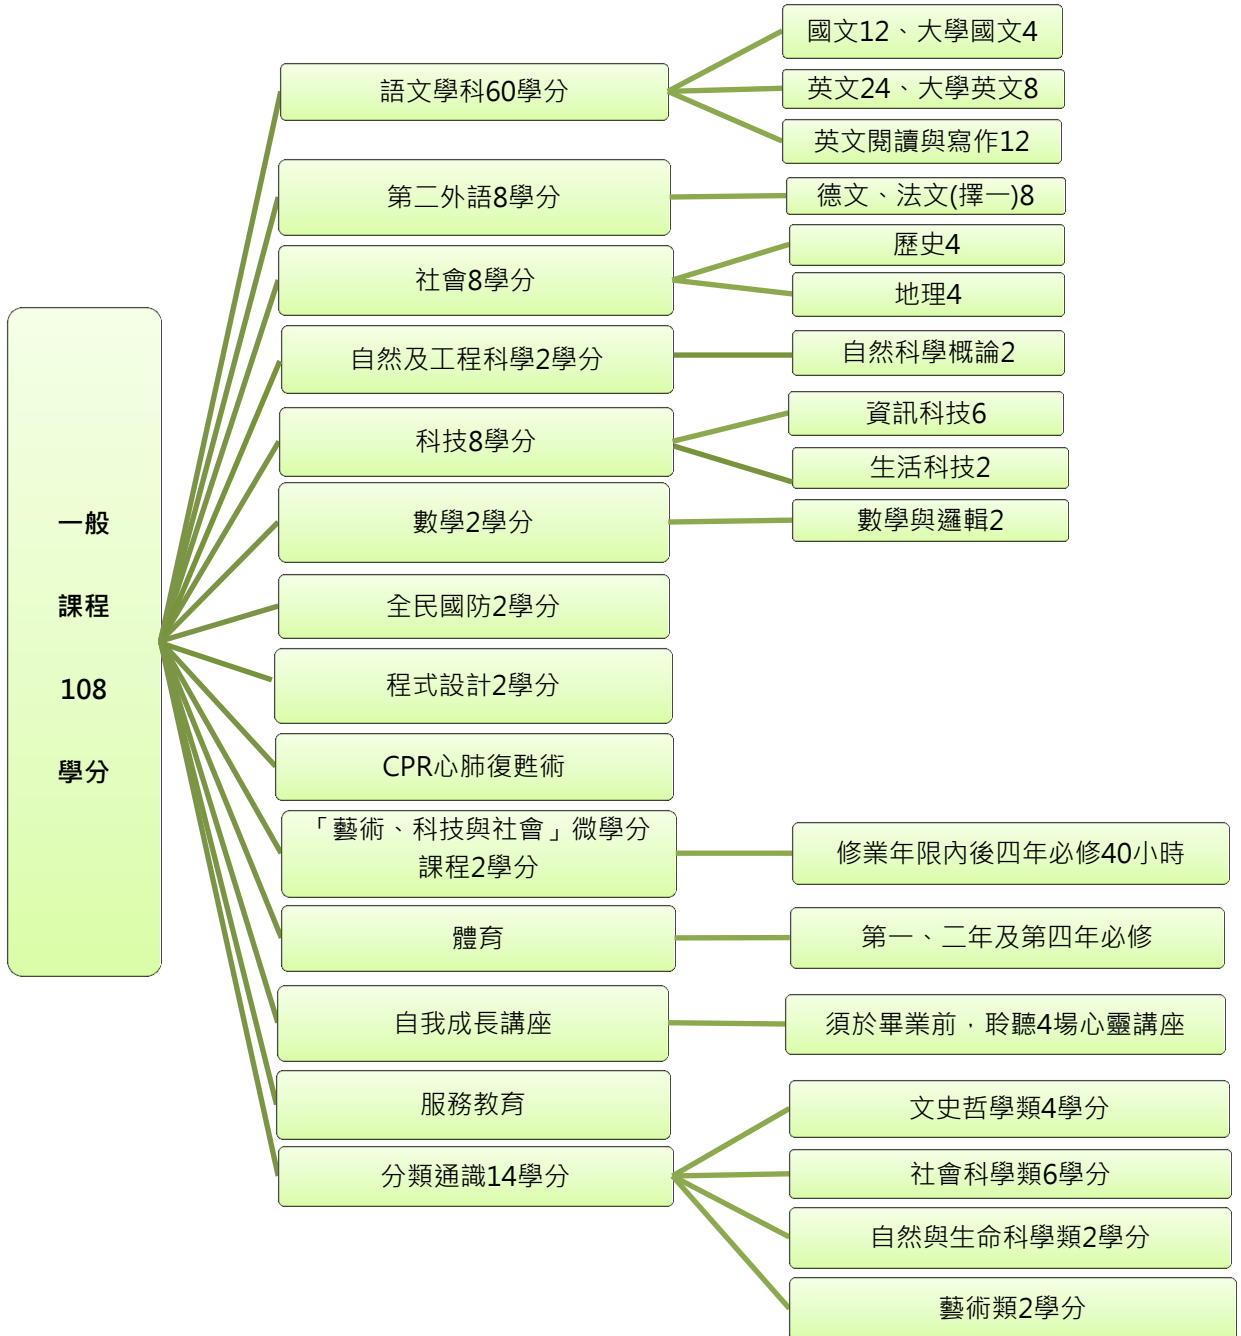 一般
課程
108
學分
語文學科60學分
國文12、大學國文4
英文24、大學英文8
英文閱讀與寫作12
第二外語8學分
德文、法文(擇一)8
社會8學分
歷史4
地理4
自然及工程科學2學分
自然科學概論2
科技8學分
資訊科技6
生活科技2
數學2學分
數學與邏輯2
全民國防2學分
程式設計2學分
CPR心肺復甦術
「藝術、科技與社會」微學分
課程2學分
修業年限內後四年必修40小時
體育
第一、二年及第四年必修
自我成長講座
須於畢業前，聆聽4場心靈講座
服務教育
分類通識14學分
文史哲學類4學分
社會科學類6學分
自然與生命科學類2學分
藝術類2學分